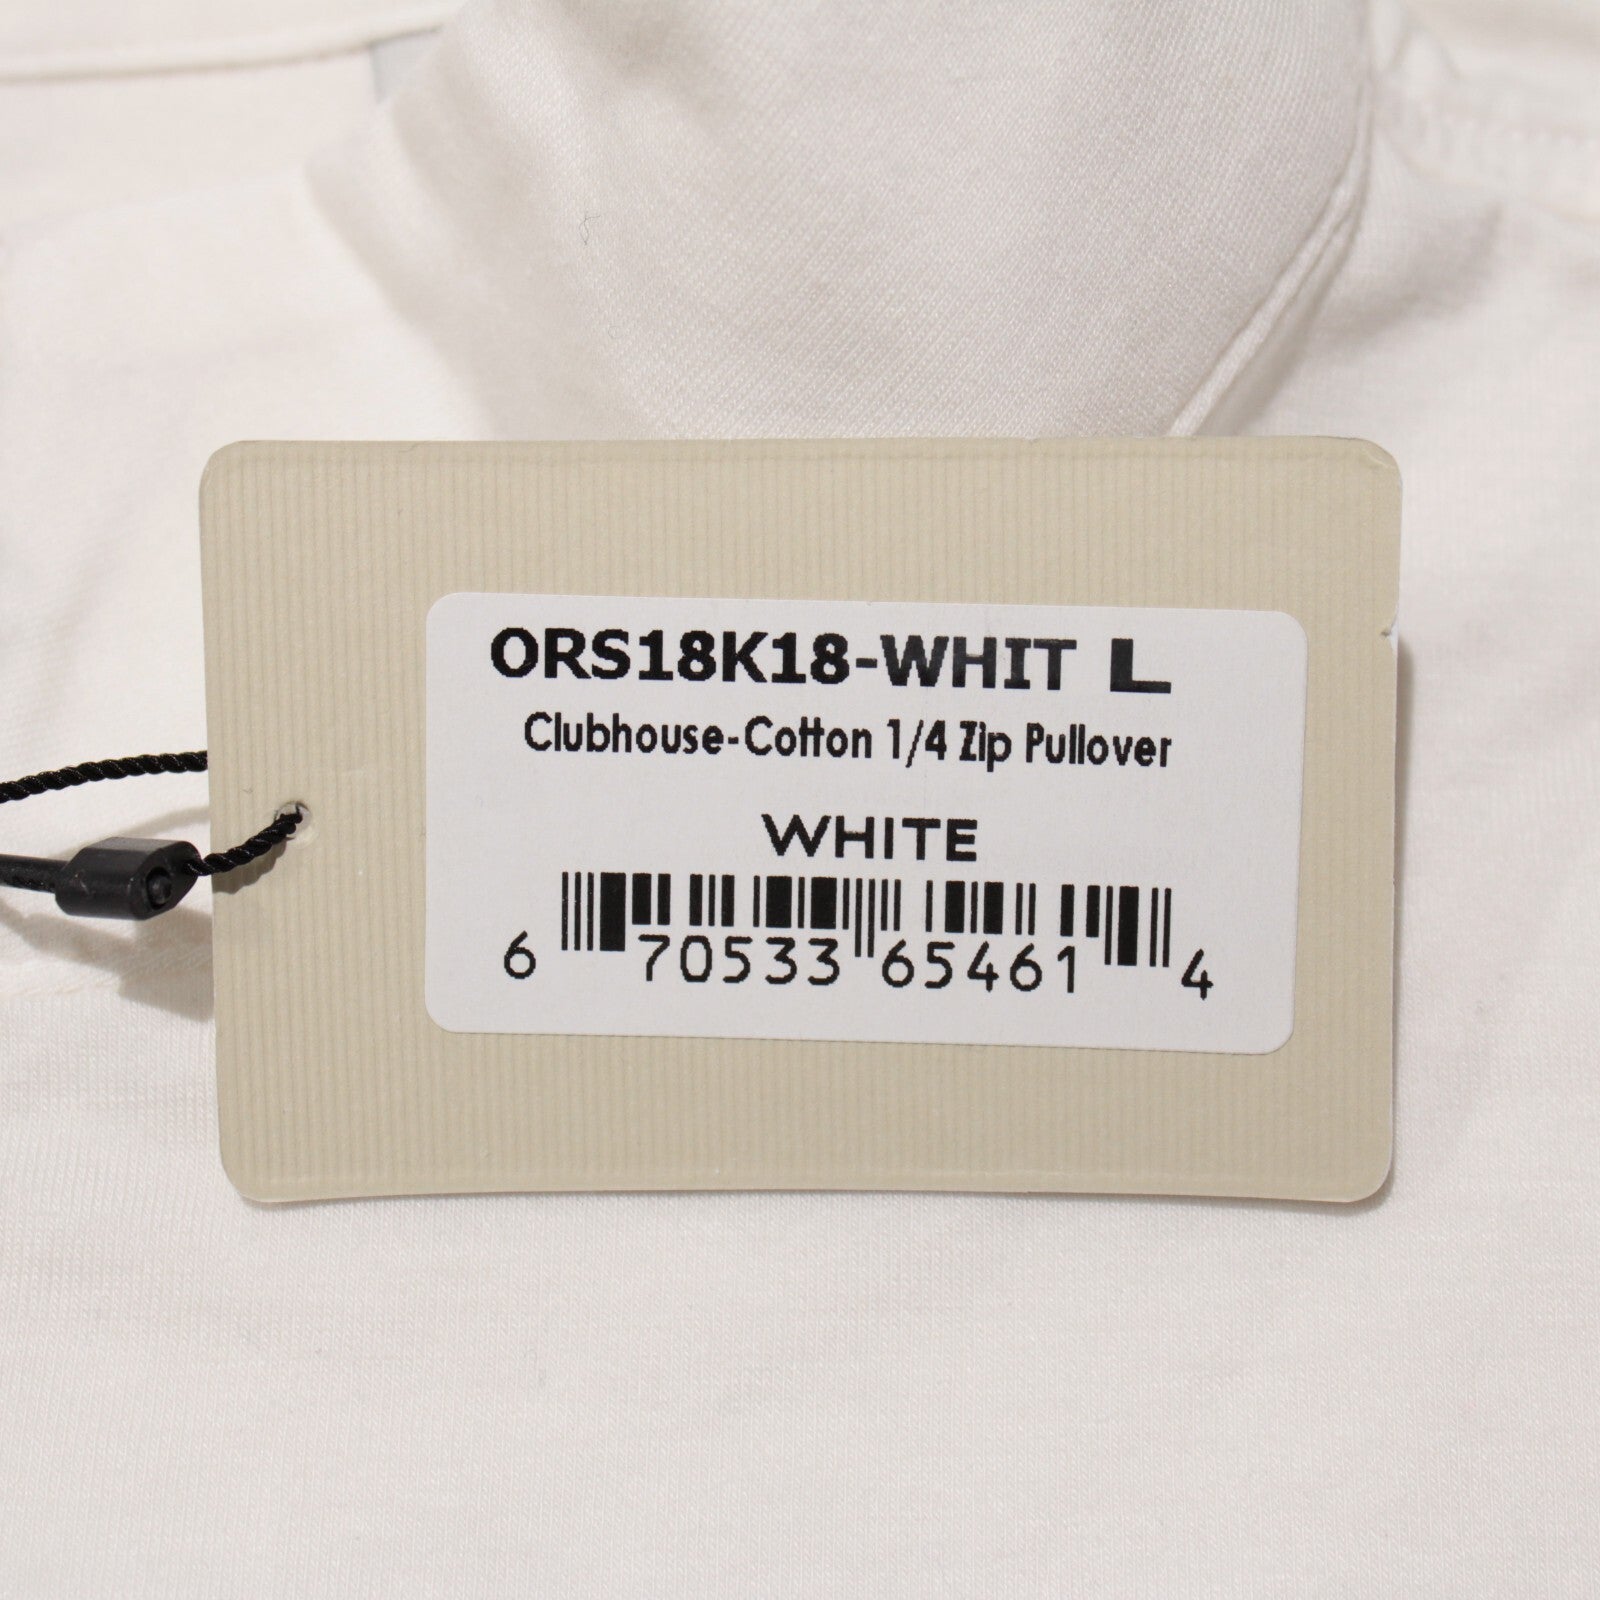 ORS18K18-WHIT L
Clubhouse-Cotton 1/4 Zip Pullover
WHITE
6 70533 65461 4